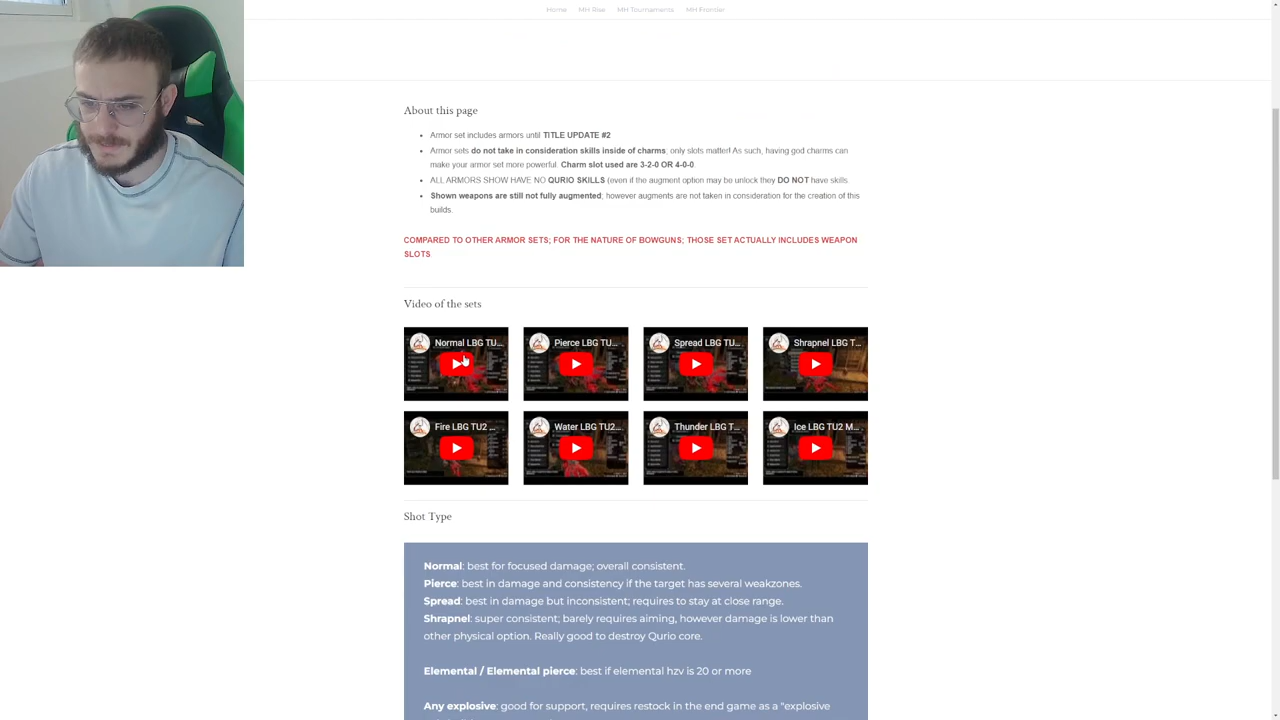 Home MH Rise MH Tournaments MH Frontier
About this page
Armor set includes armors until TITLE UPDATE #2
Armor sets do not take in consideration skills inside of charms; only slots matter! As such, having god charms can
make your armor set more powerful. Charm slot used are 3-2-0 OR 4-0-0.
ALL ARMORS SHOW HAVE NO QURIO SKILLS (even if the augment option may be unlock they DO NOT have skills.
Shown weapons are still not fully augmented; however augments are not taken in consideration for the creation of this
builds.
COMPARED TO OTHER ARMOR SETS; FOR THE NATURE OF BOWGUNS; THOSE SET ACTUALLY INCLUDES WEAPON
SLOTS
Video of the sets
Normal LBG TU... Pierce LBG TU... Spread LBG TU... Shrapnel LBG T...
Fire LBG TU2 ... Water LBG TU2... Thunder LBG T... Ice LBG TU2 M...
Shot Type
Normal: best for focused damage; overall consistent.
Pierce: best in damage and consistency if the target has several weakzones.
Spread: best in damage but inconsistent; requires to stay at close range.
Shrapnel: super consistent; barely requires aiming, however damage is lower than
other physical option. Really good to destroy Qurio core.
Elemental / Elemental pierce: best if elemental hzv is 20 or more
Any explosive: good for support, requires restock in the end game as a "explosive